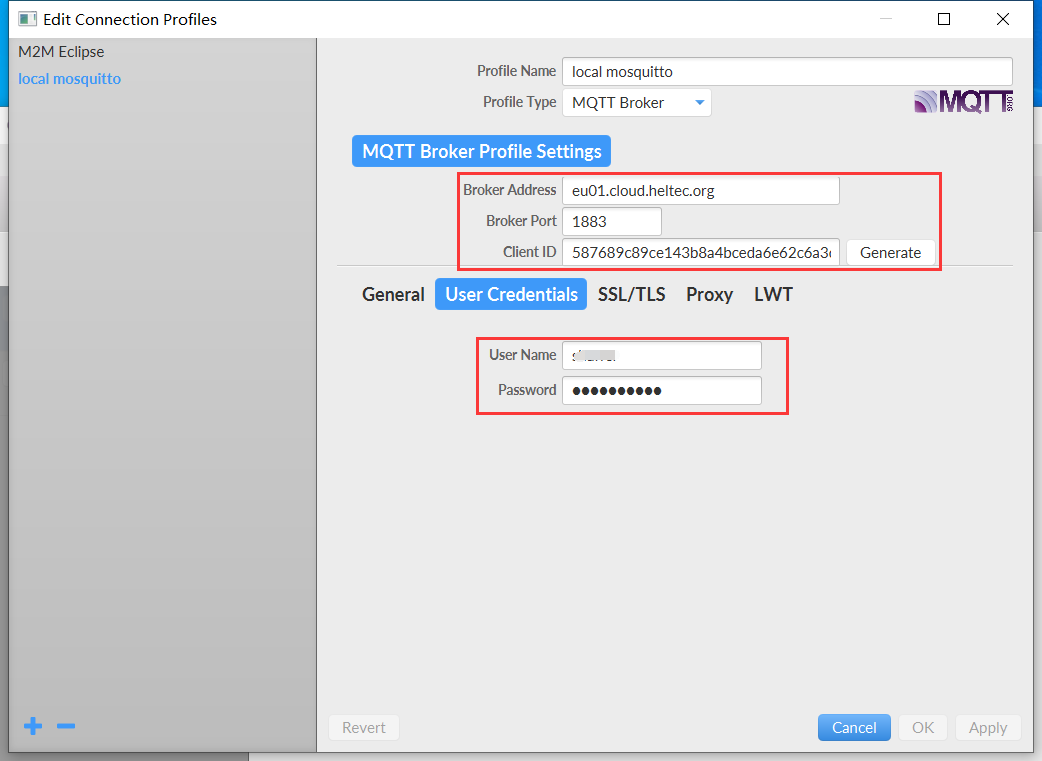 Edit Connection Profiles
M2M Eclipse
local mosquitto
Profile Name local mosquitto
Profile Type MQTT Broker
MQTT.ORG
MQTT Broker Profile Settings
Broker Address eu01.cloud.heltec.org
Broker Port 1883
Client ID 587689c89ce143b8a4bceda6e62c6a3 Generate
General User Credentials SSL/TLS Proxy LWT
User Name
Password ●●●●●●●●●●
Revert Cancel OK Apply